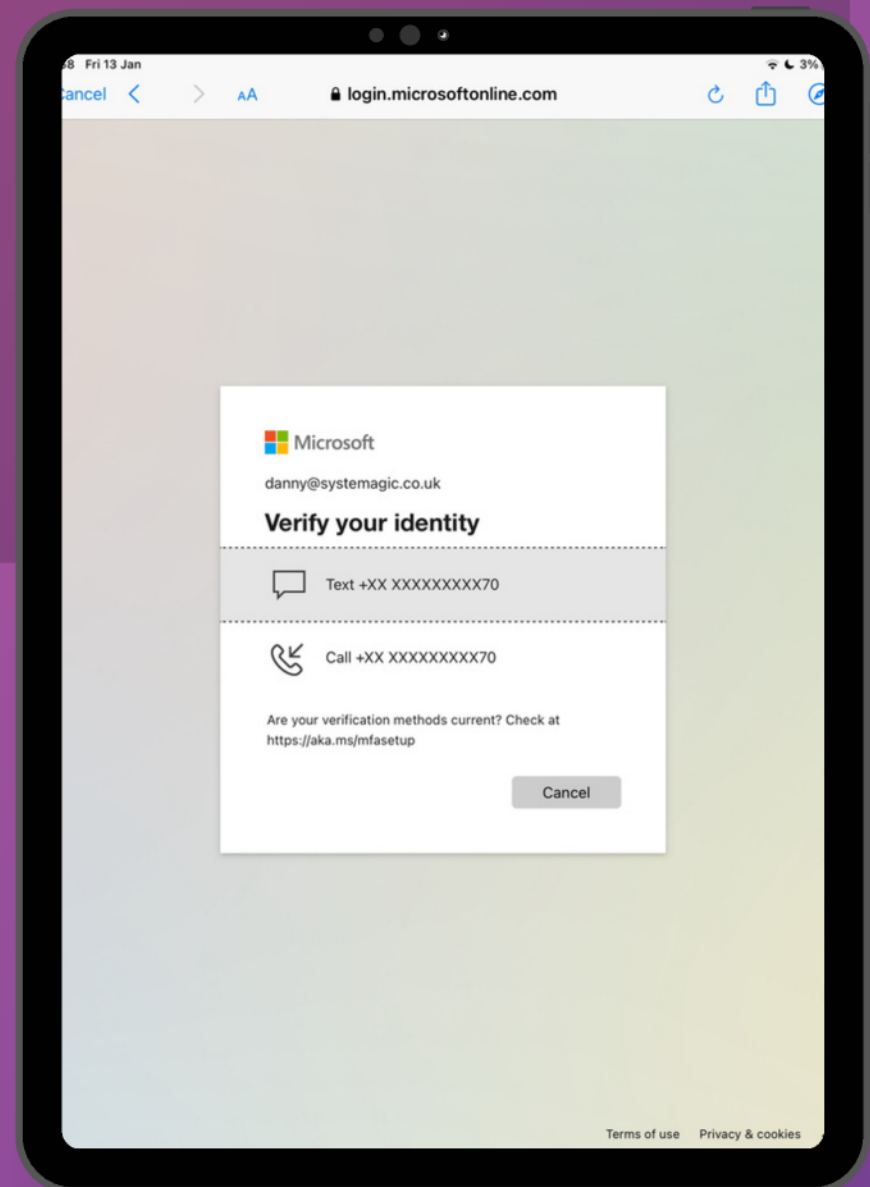 Fri 13 Jan
3%
AA
login.microsoftonline.com
Microsoft
danny@systemagic.co.uk
Verify your identity
Text +XX XXXXXXXXX70
Call +XX XXXXXXXXX70
Are your verification methods current? Check at
https://aka.ms/mfasetup
Cancel
Terms of use Privacy & cookies